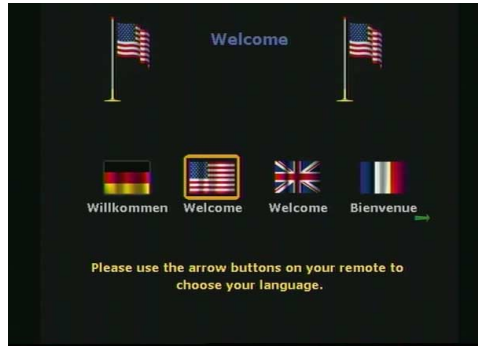 Welcome
Willkommen Welcome Welcome Bienvenue
Please use the arrow buttons on your remote to
choose your language.